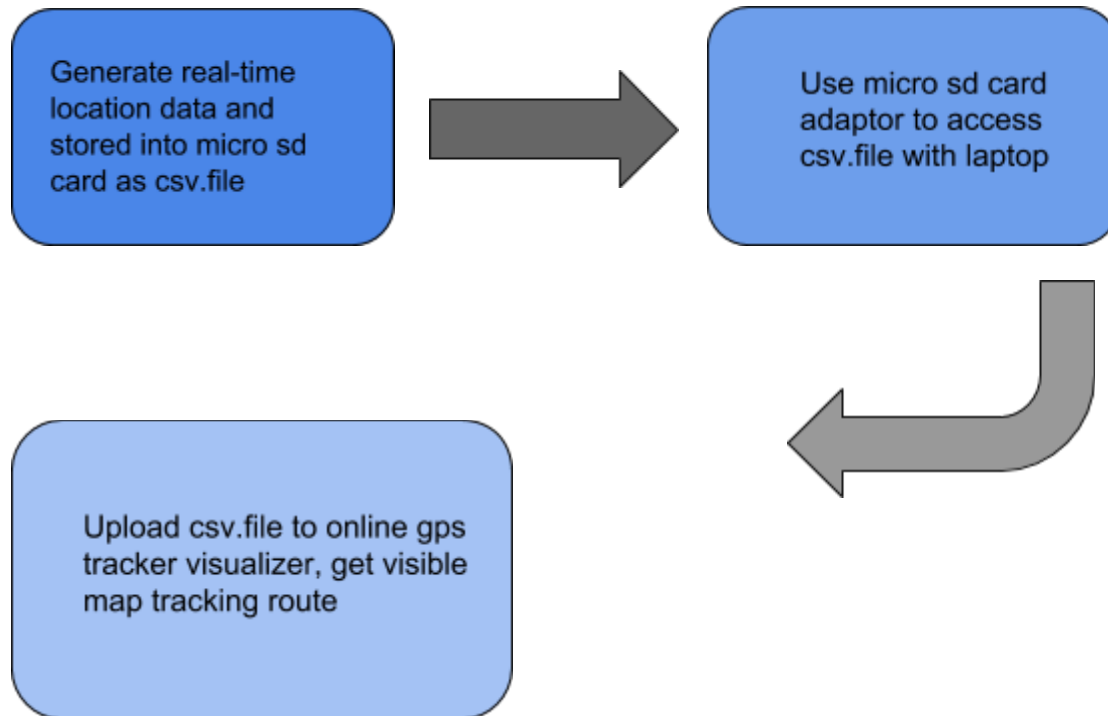 Generate real-time
location data and
stored into micro sd
card as csv.file
Use micro sd card
adaptor to access
csv.file with laptop
Upload csv.file to online gps
tracker visualizer, get visible
map tracking route